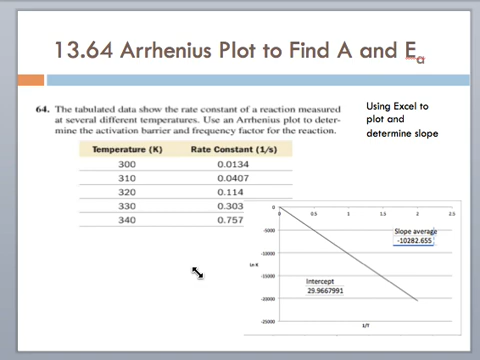 13.64 Arrhenius Plot to Find A and Ea
64. The tabulated data show the rate constant of a reaction measured
at several different temperatures. Use an Arrhenius plot to deter-
mine the activation barrier and frequency factor for the reaction.
Using Excel to
plot and
determine slope
Temperature (K) Rate Constant (1/s)
300 0.0134
310 0.0407
320 0.114
330 0.303
340 0.757
0
-5000
-10000
-15000
-20000
-25000
0 0.5 1 1.5 2 2.5
Ln K
1/T
Slope average
-10282.655
Intercept
29.9667991